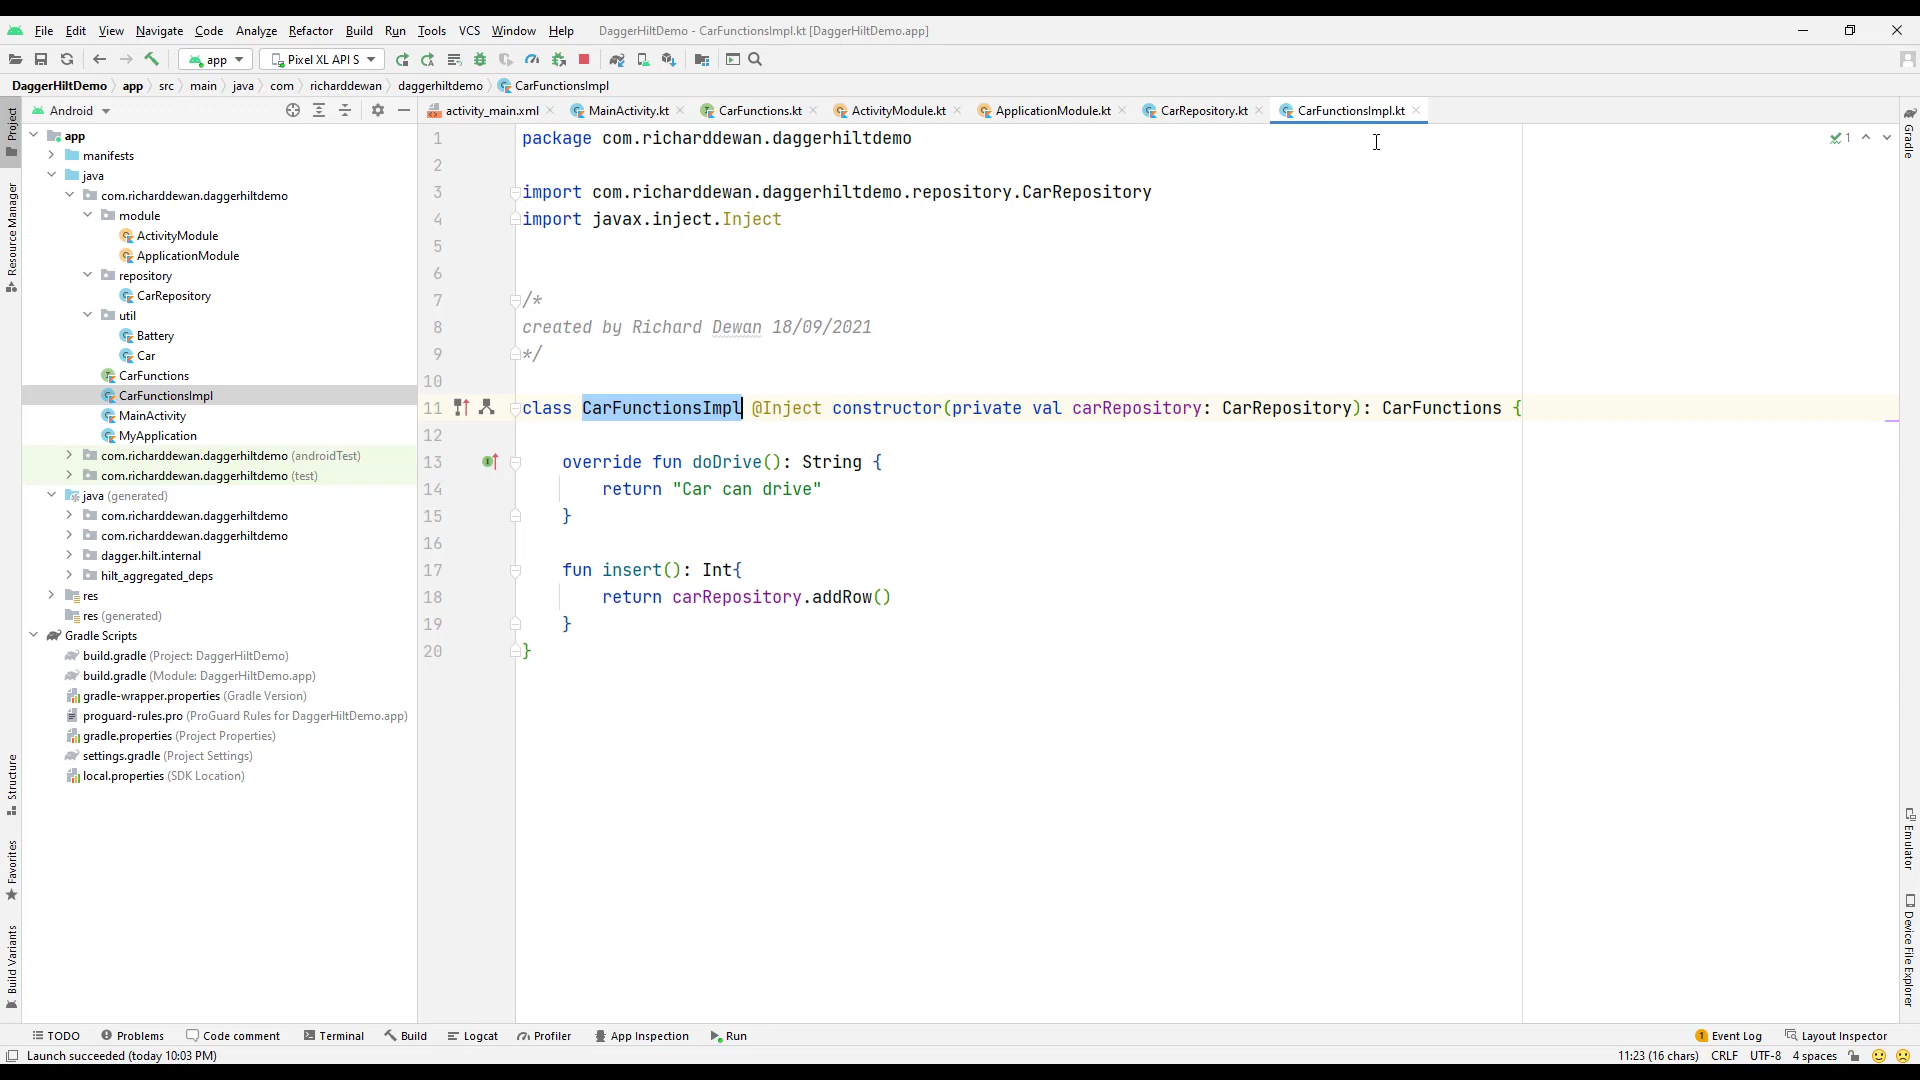 File Edit View Navigate Code Analyze Refactor Build Run Tools VCS Window Help DaggerHiltDemo - CarFunctionsImpl.kt [DaggerHiltDemo.app]
app Pixel XL API S
DaggerHiltDemo app src main java com richarddewan daggerhiltdemo CarFunctionsImpl
Android
activity_main.xml MainActivity.kt CarFunctions.kt ActivityModule.kt ApplicationModule.kt CarRepository.kt CarFunctionsImpl.kt
Project
Resource Manager
Structure
Favorites
Build Variants
app
manifests
java
com.richarddewan.daggerhiltdemo
module
ActivityModule
ApplicationModule
repository
CarRepository
util
Battery
Car
CarFunctions
CarFunctionsImpl
MainActivity
MyApplication
com.richarddewan.daggerhiltdemo (androidTest)
com.richarddewan.daggerhiltdemo (test)
java (generated)
com.richarddewan.daggerhiltdemo
com.richarddewan.daggerhiltdemo
dagger.hilt.internal
hilt_aggregated_deps
res
res (generated)
Gradle Scripts
build.gradle (Project: DaggerHiltDemo)
build.gradle (Module: DaggerHiltDemo.app)
gradle-wrapper.properties (Gradle Version)
proguard-rules.pro (ProGuard Rules for DaggerHiltDemo.app)
gradle.properties (Project Properties)
settings.gradle (Project Settings)
local.properties (SDK Location)
1 package com.richarddewan.daggerhiltdemo
2
3 import com.richarddewan.daggerhiltdemo.repository.CarRepository
4 import javax.inject.Inject
5
6
7 /*
8 created by Richard Dewan 18/09/2021
9 */
10
11 class CarFunctionsImpl @Inject constructor(private val carRepository: CarRepository): CarFunctions {
12
13 override fun doDrive(): String {
14 return "Car can drive"
15 }
16
17 fun insert(): Int{
18 return carRepository.addRow()
19 }
20 }
1
Gradle
Emulator
Device File Explorer
TODO Problems Code comment Terminal Build Logcat Profiler App Inspection Run 1 Event Log Layout Inspector
Launch succeeded (today 10:03 PM) 11:23 (16 chars) CRLF UTF-8 4 spaces